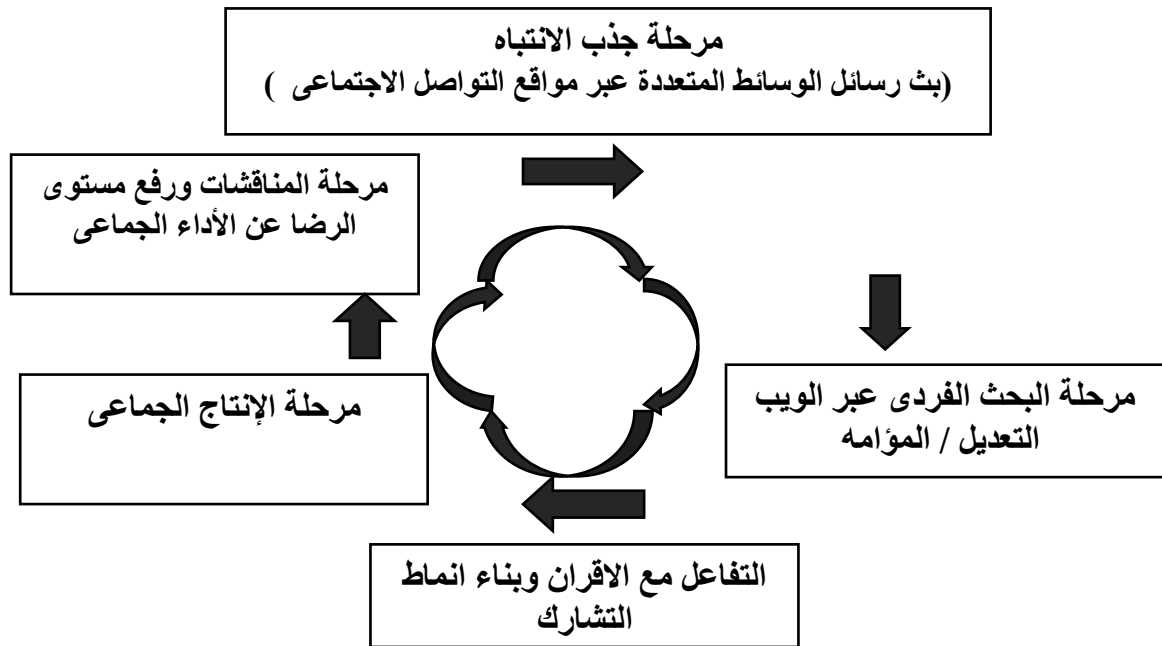 مرحلة جذب الانتباه
(بث رسائل الوسائط المتعددة عبر مواقع التواصل الاجتماعى )
مرحلة المناقشات ورفع مستوى
الرضا عن الأداء الجماعى
مرحلة البحث الفردى عبر الويب
التعديل / المؤامه
مرحلة الإنتاج الجماعى
التفاعل مع الاقران وبناء انماط
التشارك